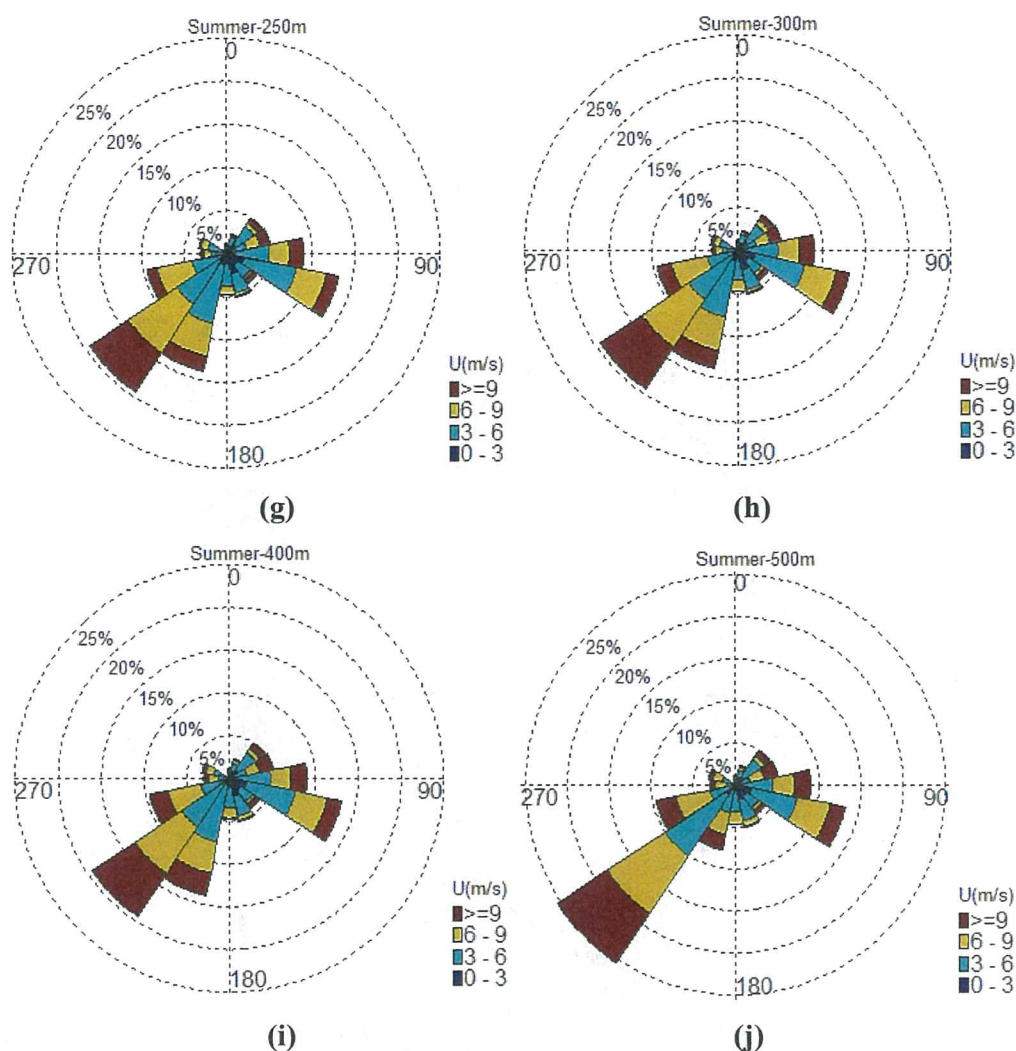 Summer-250m
0
25%
20%
15%
10%
5%
270
90
180
U(m/s)
>=9
6 - 9
3 - 6
0 - 3
(g)
Summer-300m
0
25%
20%
15%
10%
5%
270
90
180
U(m/s)
>=9
6 - 9
3 - 6
0 - 3
(h)
Summer-400m
0
25%
20%
15%
10%
5%
270
90
180
U(m/s)
>=9
6 - 9
3 - 6
0 - 3
(i)
Summer-500m
0
25%
20%
15%
10%
5%
270
90
180
U(m/s)
>=9
6 - 9
3 - 6
0 - 3
(j)